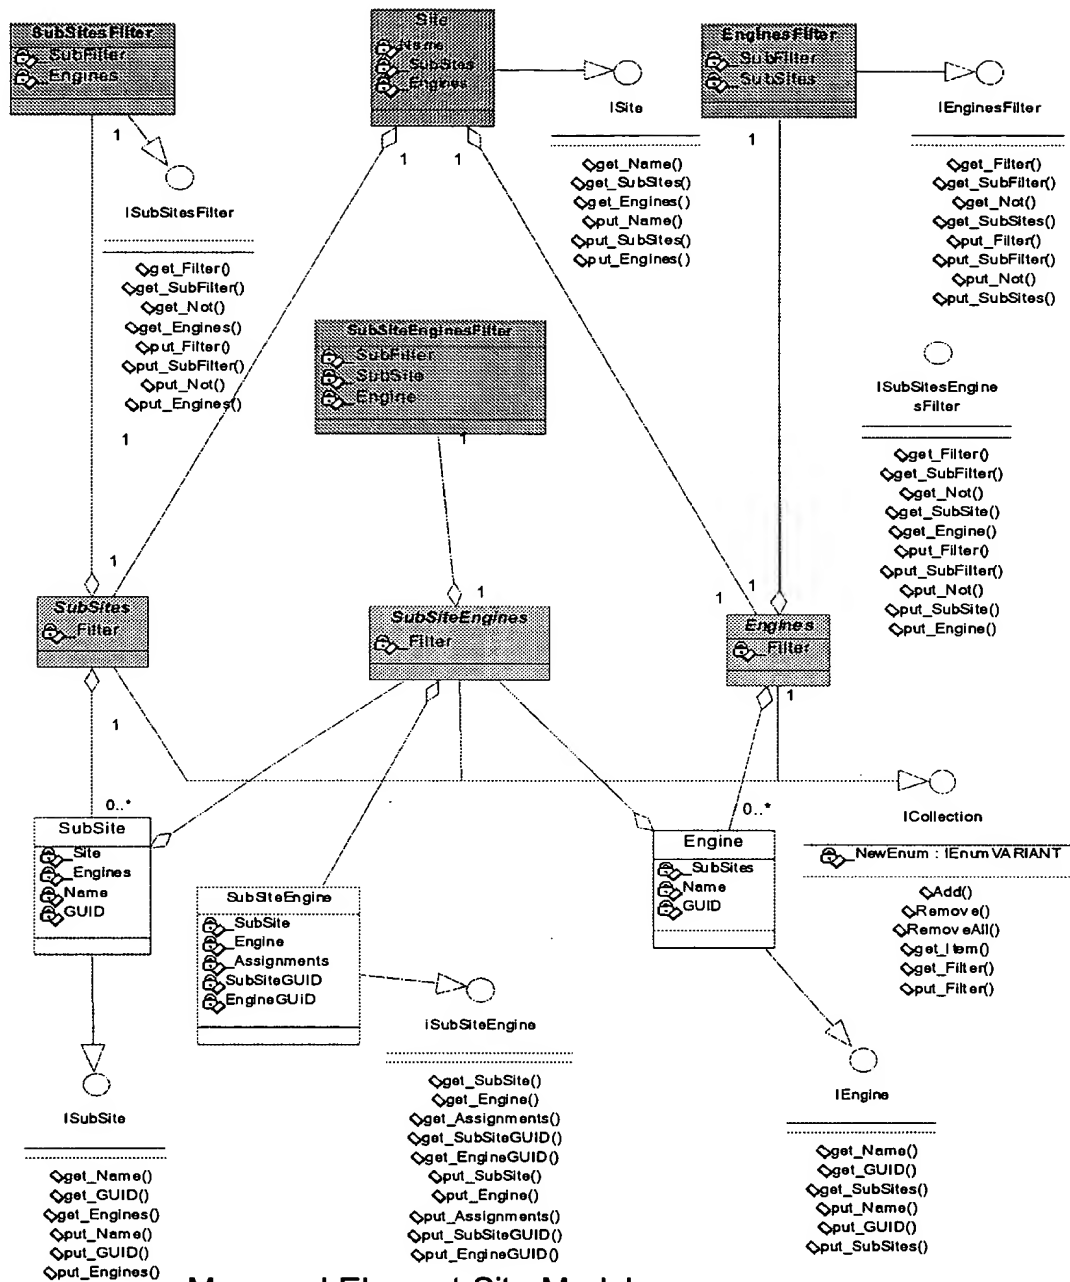 SubSitesFilter
_SubFilter
_Engines
1
ISubSitesFilter
get_Filter()
get_SubFilter()
get_Not()
get_Engines()
put_Filter()
put_SubFilter()
put_Not()
put_Engines()
1
1
Site
Name
_SubSites
_Engines
1
1
ISite
get_Name()
get_SubSites()
get_Engines()
put_Name()
put_SubSites()
put_Engines()
EnginesFilter
_SubFilter
_SubSites
1
IEnginesFilter
get_Filter()
get_SubFilter()
get_Not()
get_SubSites()
put_Filter()
put_SubFilter()
put_Not()
put_SubSites()
SubSiteEnginesFilter
_SubFilter
_SubSite
_Engine
1
ISubSitesEngine
sFilter
get_Filter()
get_SubFilter()
get_Not()
get_SubSite()
get_Engine()
put_Filter()
put_SubFilter()
put_Not()
put_SubSite()
put_Engine()
SubSites
_Filter
1
SubSiteEngines
_Filter
1
1
1
Engines
_Filter
1
0..*
SubSite
_Site
_Engines
Name
GUID
SubSiteEngine
_SubSite
_Engine
_Assignments
SubSiteGUID
EngineGUID
0..*
Engine
_SubSites
Name
GUID
ICollection
_NewEnum : IEnumVARIANT
Add()
Remove()
RemoveAll()
get_Item()
get_Filter()
put_Filter()
ISubSite
get_Name()
get_GUID()
get_Engines()
put_Name()
put_GUID()
put_Engines()
ISubSiteEngine
get_SubSite()
get_Engine()
get_Assignments()
get_SubSiteGUID()
get_EngineGUID()
put_SubSite()
put_Engine()
put_Assignments()
put_SubSiteGUID()
put_EngineGUID()
IEngine
get_Name()
get_GUID()
get_SubSites()
put_Name()
put_GUID()
put_SubSites()